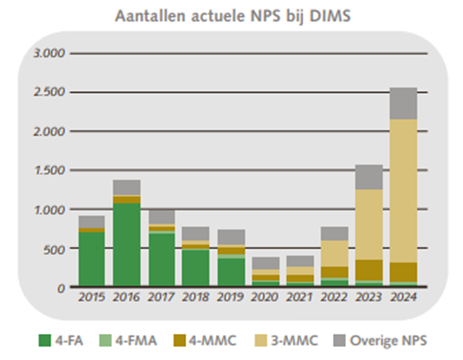 Aantallen actuele NPS bij DIMS
3.000
2.500
2.000
1.500
1.000
500
0
2015 2016 2017 2018 2019 2020 2021 2022 2023 2024
4-FA 4-FMA 4-MMC 3-MMC Overige NPS